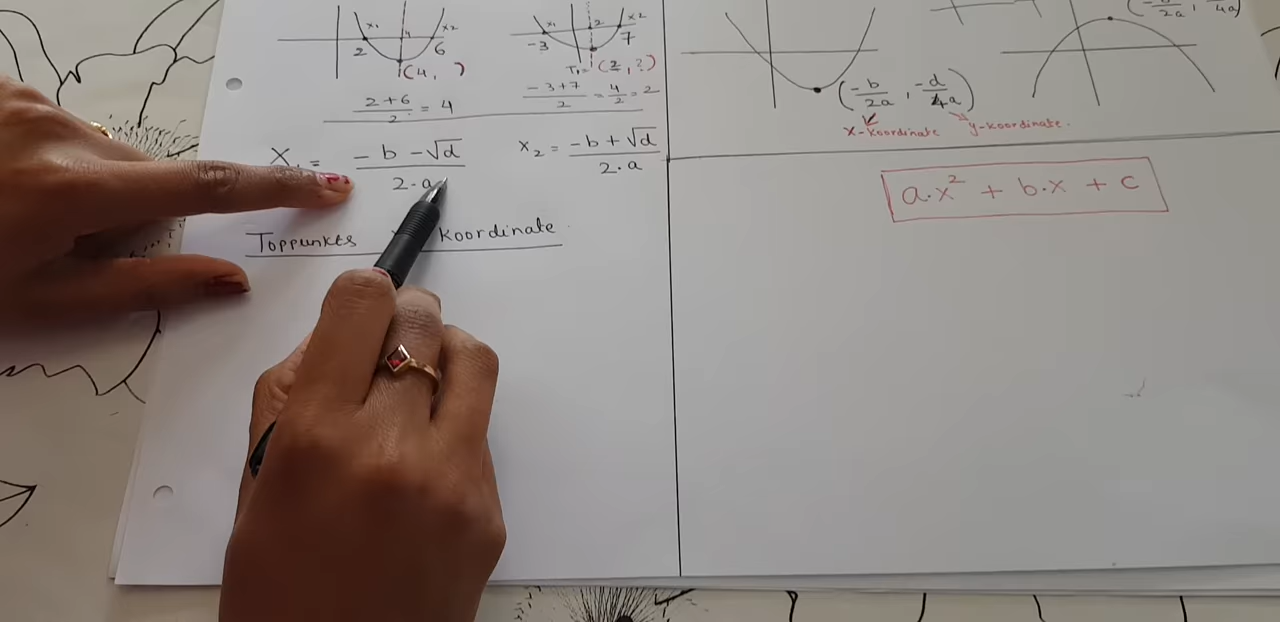 x₁ x₂
2 4 6
(4, )
x₁ 2 x₂
-3 7
T₁ = (2, ?)
(2+6)/2 = 4
(-3+7)/2 = 4/2 = 2
X₁ = (-b - √d)/(2·a)
x₂ = (-b + √d)/(2·a)
Toppunkts koordinate
(-b/2a, -d/4a)
x-koordinate y-koordinate.
a·x² + b·x + c